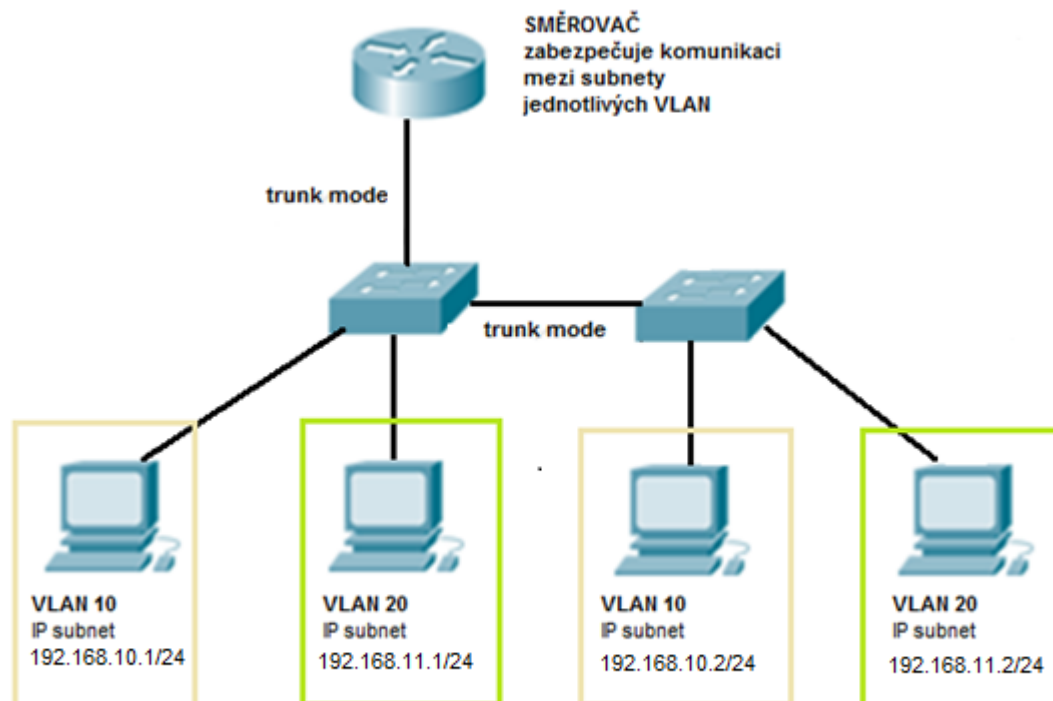 SMĚROVAČ
zabezpečuje komunikaci
mezi subnety
jednotlivých VLAN
trunk mode
trunk mode
VLAN 10
IP subnet
192.168.10.1/24
VLAN 20
IP subnet
192.168.11.1/24
VLAN 10
IP subnet
192.168.10.2/24
VLAN 20
IP subnet
192.168.11.2/24